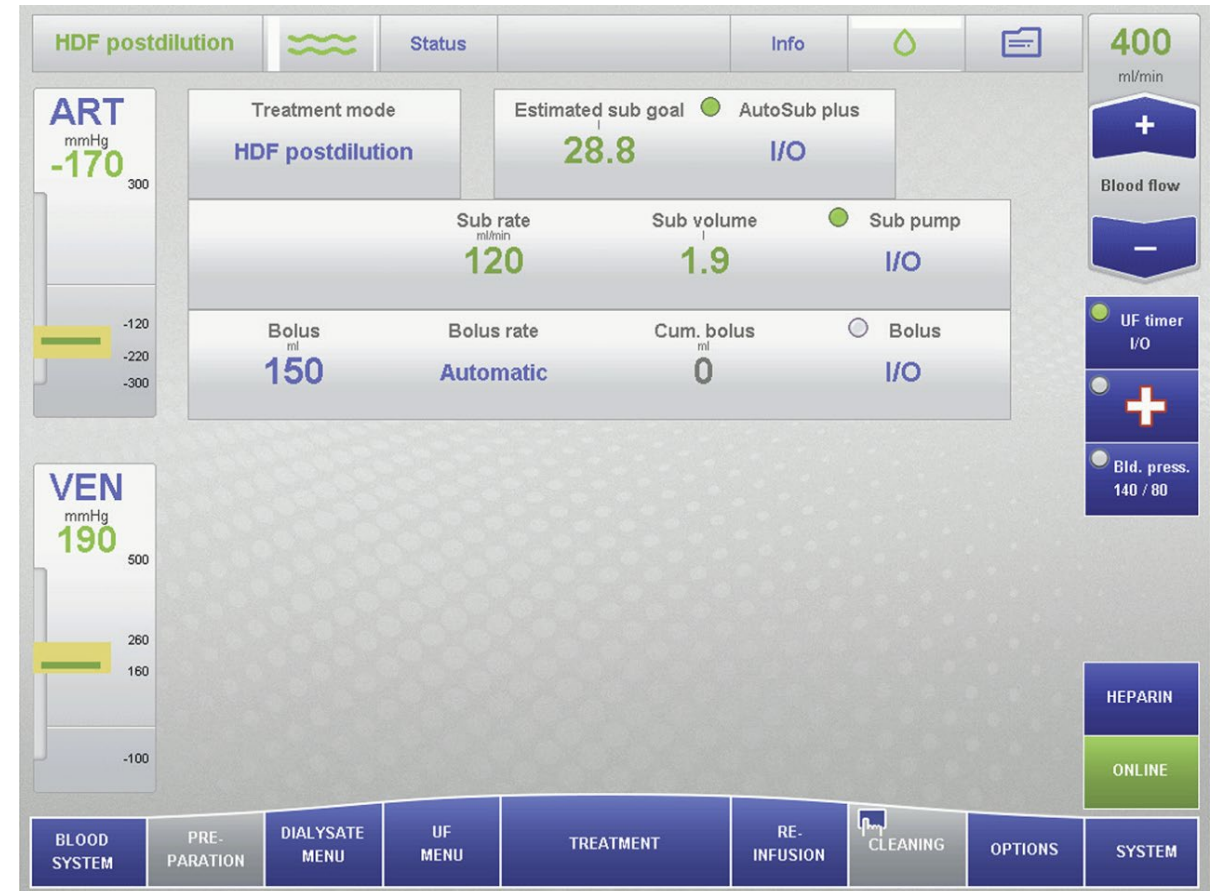 HDF postdilution
Status
Info
400
ml/min
+
Blood flow
−
ART
mmHg
-170
300
-120
-220
-300
Treatment mode
HDF postdilution
Estimated sub goal
l
28.8
AutoSub plus
I/O
Sub rate
ml/min
120
Sub volume
l
1.9
Sub pump
I/O
Bolus
ml
150
Bolus rate
Automatic
Cum. bolus
ml
0
Bolus
I/O
UF timer
I/O
Bld. press.
140 / 80
VEN
mmHg
190
500
260
160
-100
HEPARIN
ONLINE
BLOOD
SYSTEM
PRE-
PARATION
DIALYSATE
MENU
UF
MENU
TREATMENT
RE-
INFUSION
CLEANING
OPTIONS
SYSTEM